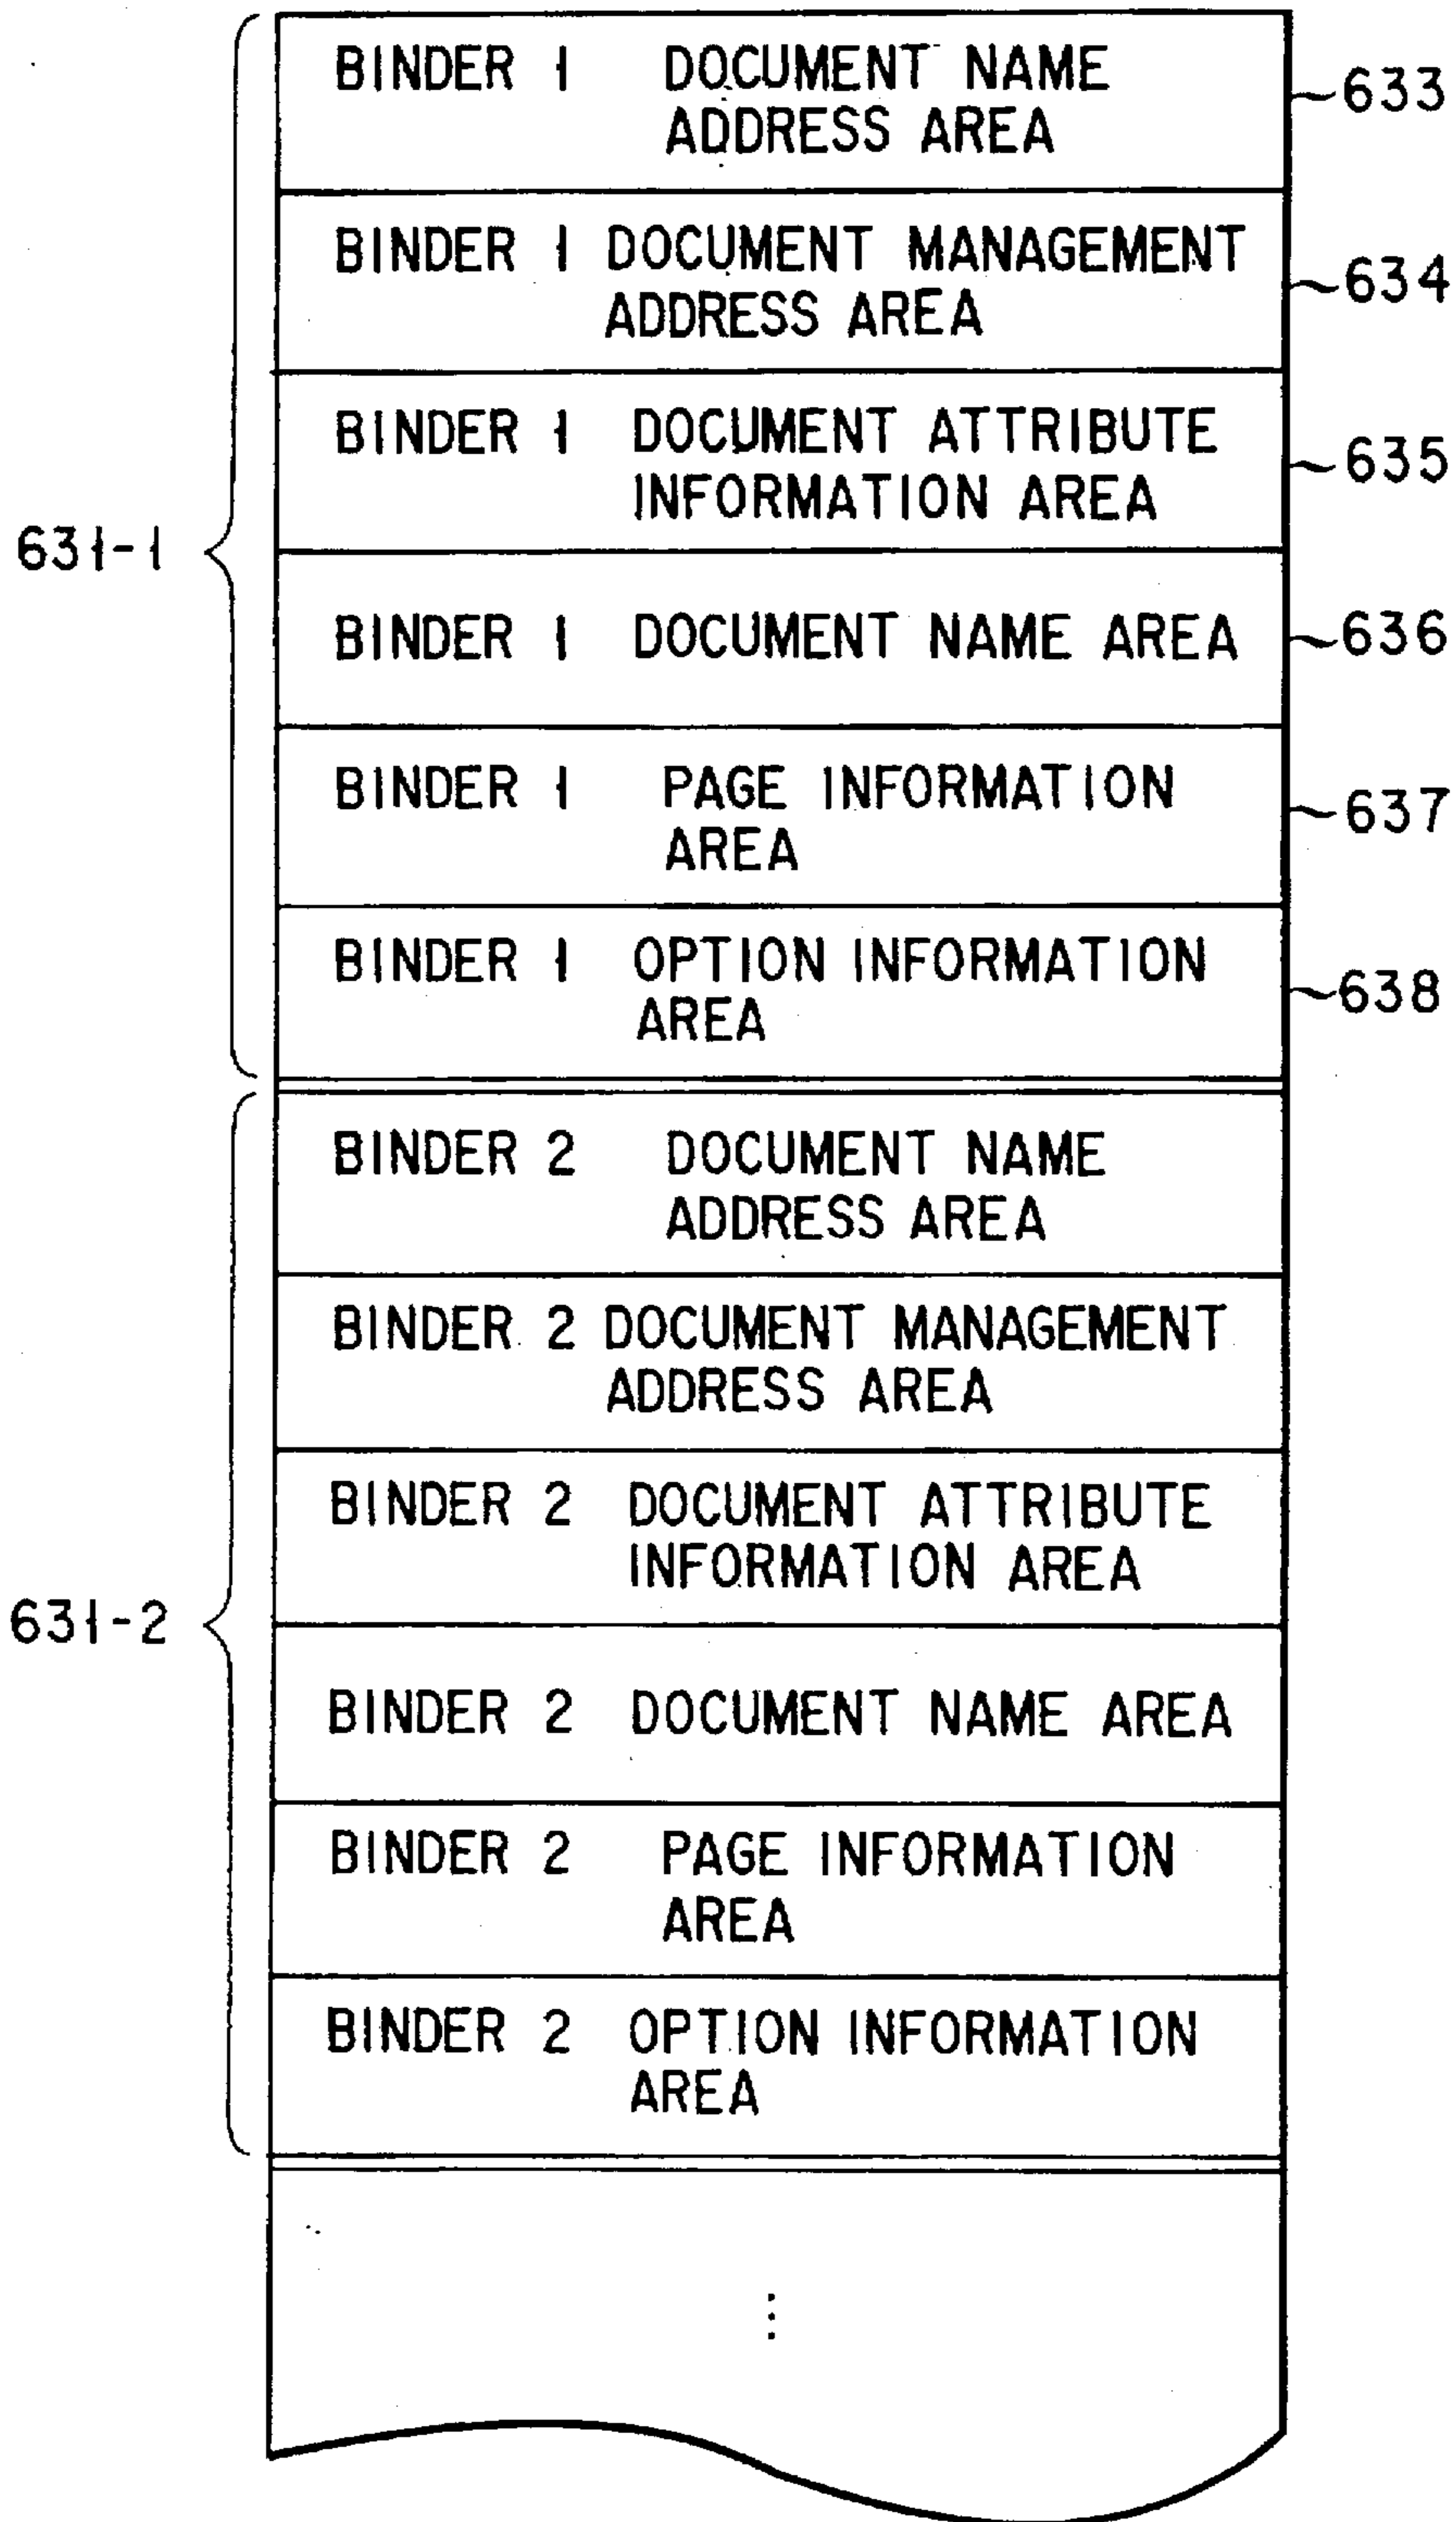 BINDER 1 DOCUMENT NAME
ADDRESS AREA
633
BINDER 1 DOCUMENT MANAGEMENT
ADDRESS AREA
634
BINDER 1 DOCUMENT ATTRIBUTE
INFORMATION AREA
635
631-1
BINDER 1 DOCUMENT NAME AREA
636
BINDER 1 PAGE INFORMATION
AREA
637
BINDER 1 OPTION INFORMATION
AREA
638
BINDER 2 DOCUMENT NAME
ADDRESS AREA
BINDER 2 DOCUMENT MANAGEMENT
ADDRESS AREA
BINDER 2 DOCUMENT ATTRIBUTE
INFORMATION AREA
631-2
BINDER 2 DOCUMENT NAME AREA
BINDER 2 PAGE INFORMATION
AREA
BINDER 2 OPTION INFORMATION
AREA
⋮